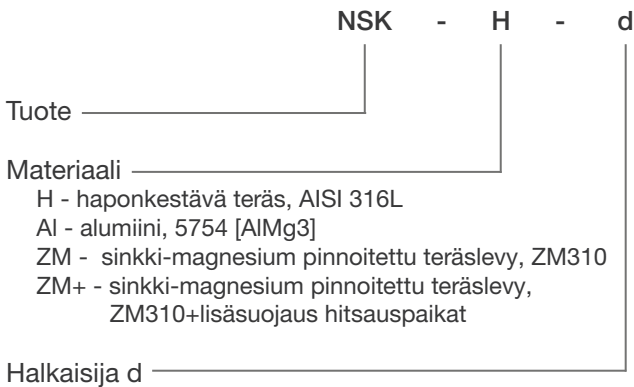 NSK - H - d
Tuote
Materiaali
H - haponkestävä teräs, AISI 316L
Al - alumiini, 5754 [AlMg3]
ZM - sinkki-magnesium pinnoitettu teräslevy, ZM310
ZM+ - sinkki-magnesium pinnoitettu teräslevy,
ZM310+lisäsuojaus hitsauspaikat
Halkaisija d